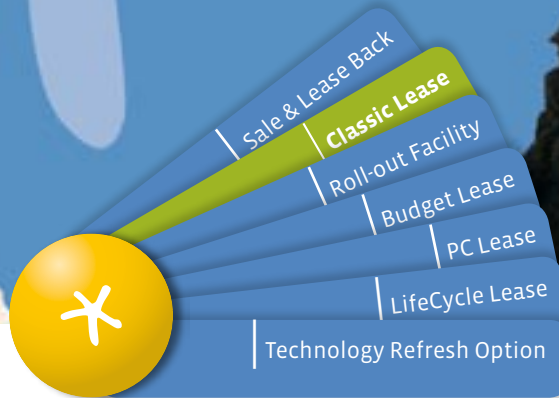 Sale & Lease Back
Classic Lease
Roll-out Facility
Budget Lease
PC Lease
LifeCycle Lease
Technology Refresh Option